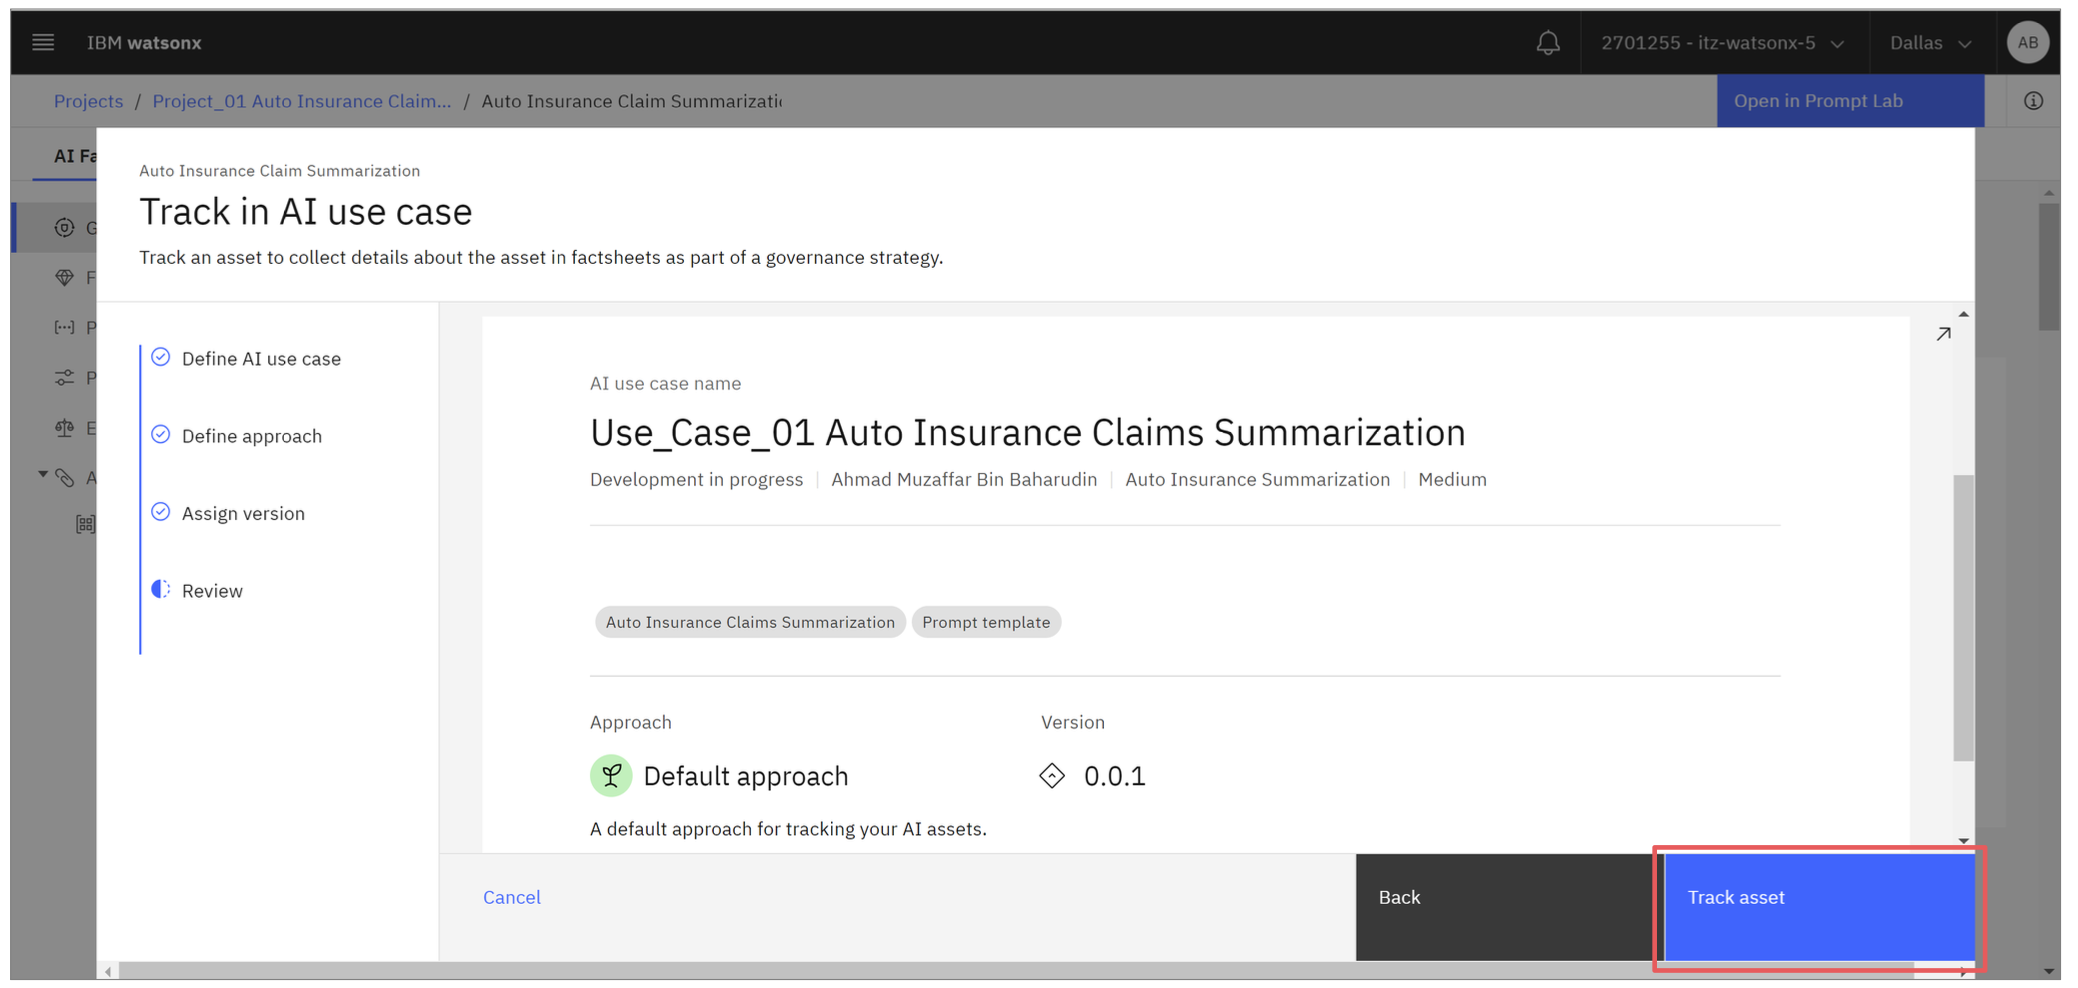 IBM watsonx
2701255 - itz-watsonx-5
Dallas
AB
Projects / Project_01 Auto Insurance Claim... / Auto Insurance Claim Summarizati
Open in Prompt Lab
AI Fa
G
F
P
P
E
A
Auto Insurance Claim Summarization
Track in AI use case
Track an asset to collect details about the asset in factsheets as part of a governance strategy.
Define AI use case
Define approach
Assign version
Review
AI use case name
Use_Case_01 Auto Insurance Claims Summarization
Development in progress | Ahmad Muzaffar Bin Baharudin | Auto Insurance Summarization | Medium
Auto Insurance Claims Summarization
Prompt template
Approach
Version
Default approach
0.0.1
A default approach for tracking your AI assets.
Cancel
Back
Track asset